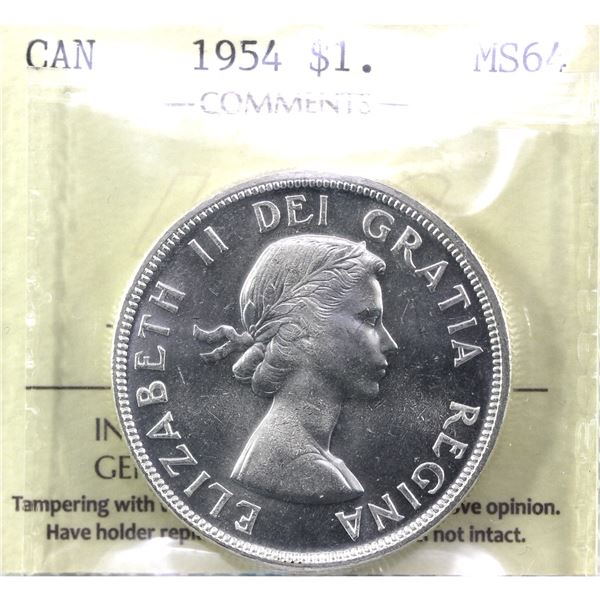 CAN 1954 $1. MS64
COMMENTS
ELIZABETH II DEI GRATIA REGINA
IN
GE
Tampering with ve opinion.
Have holder not intact.